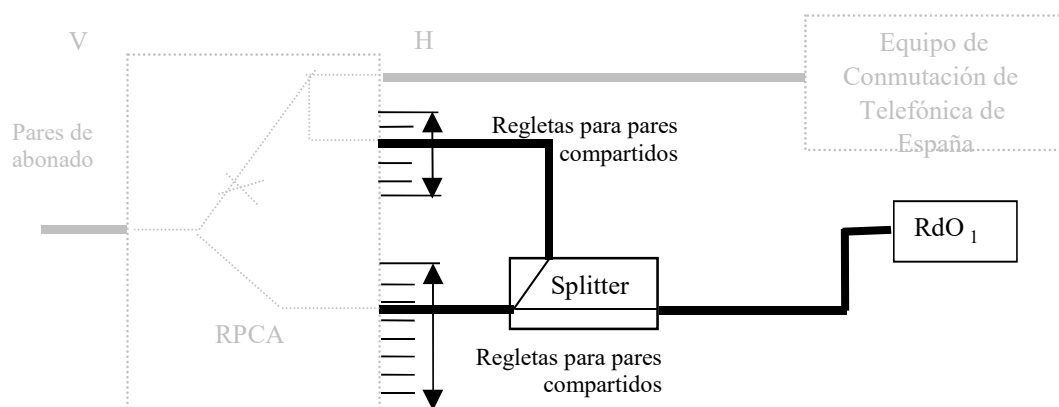 V
H
Equipo de
Conmutación de
Telefónica de
España
Pares de
abonado
Regletas para pares
compartidos
RdO 1
Splitter
RPCA
Regletas para pares
compartidos